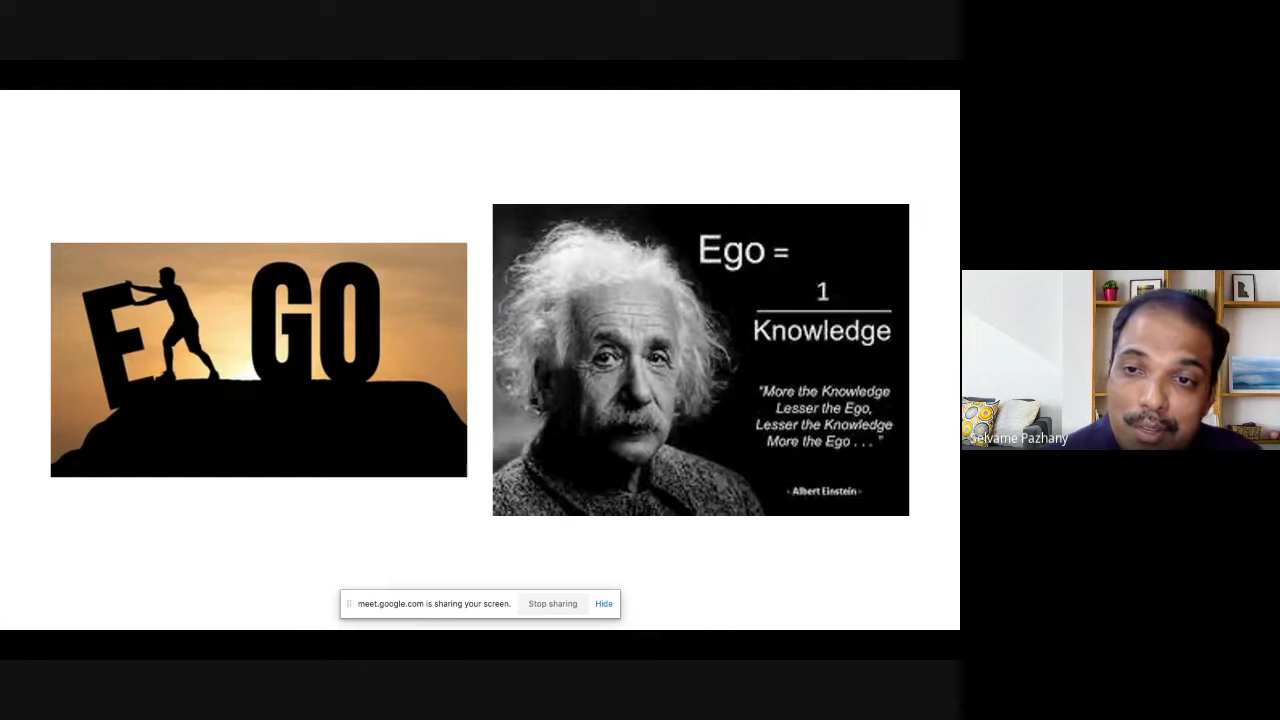 E GO
Ego =
1
Knowledge
"More the Knowledge
Lesser the Ego,
Lesser the Knowledge
More the Ego . . . "
- Albert Einstein -
Selvame Pazhany
meet.google.com is sharing your screen. Stop sharing Hide